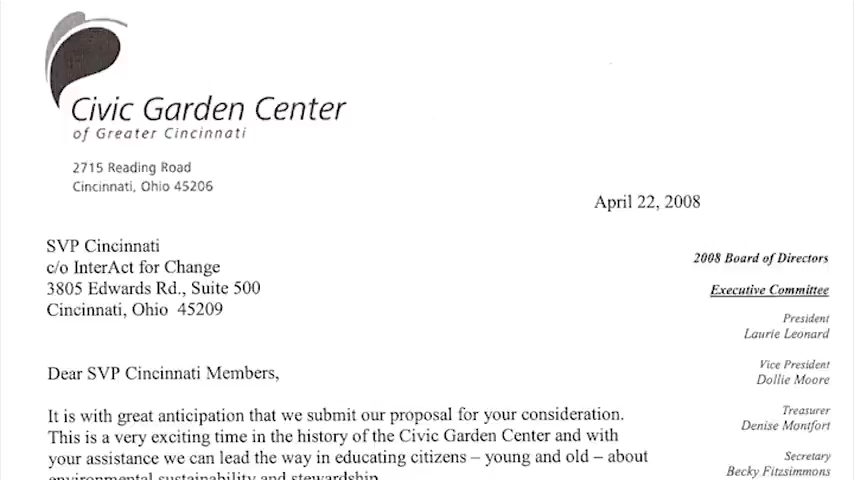 Civic Garden Center
of Greater Cincinnati
2715 Reading Road
Cincinnati, Ohio 45206
April 22, 2008
SVP Cincinnati
c/o InterAct for Change
3805 Edwards Rd., Suite 500
Cincinnati, Ohio 45209
2008 Board of Directors
Executive Committee
President
Laurie Leonard
Vice President
Dollie Moore
Treasurer
Denise Montfort
Secretary
Becky Fitzsimmons
Dear SVP Cincinnati Members,
It is with great anticipation that we submit our proposal for your consideration.
This is a very exciting time in the history of the Civic Garden Center and with
your assistance we can lead the way in educating citizens – young and old – about
environmental sustainability and stewardship